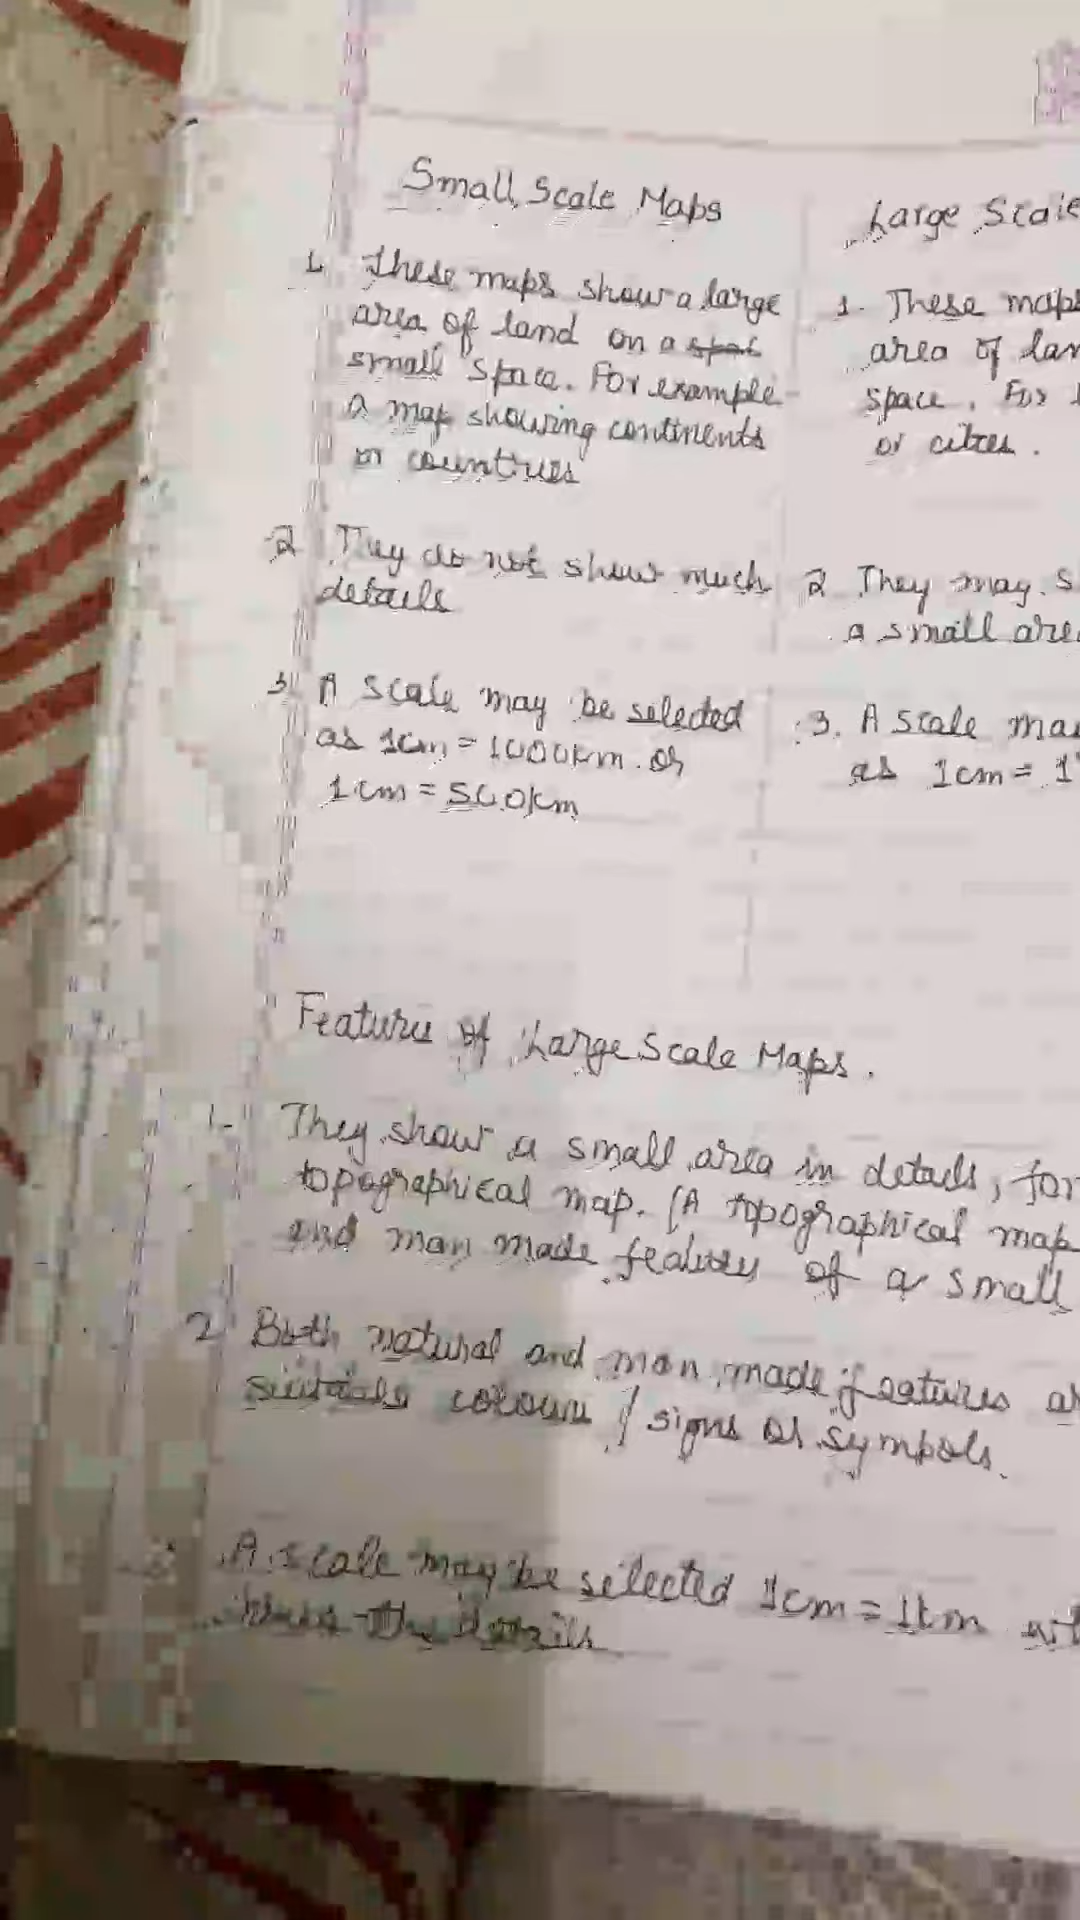 Small Scale Maps
Large Scale
1. These maps show a large
area of land on a
small space. For example
a map showing continents
or countries
1. These maps
area of lan
space. For
or cities.
2 They do not show much
details
2. They may s
a small area
3. A scale may be selected
as 1cm = 1000km. or
1cm = 500km
3. A scale may
as 1cm = 1
Features of Large Scale Maps.
1. They show a small area in details, for
topographical map. (A topographical map
and man made features of a small
2 Both natural and man made features a
suitable colours / signs or symbols.
A scale may be selected 1cm = 1km
the details